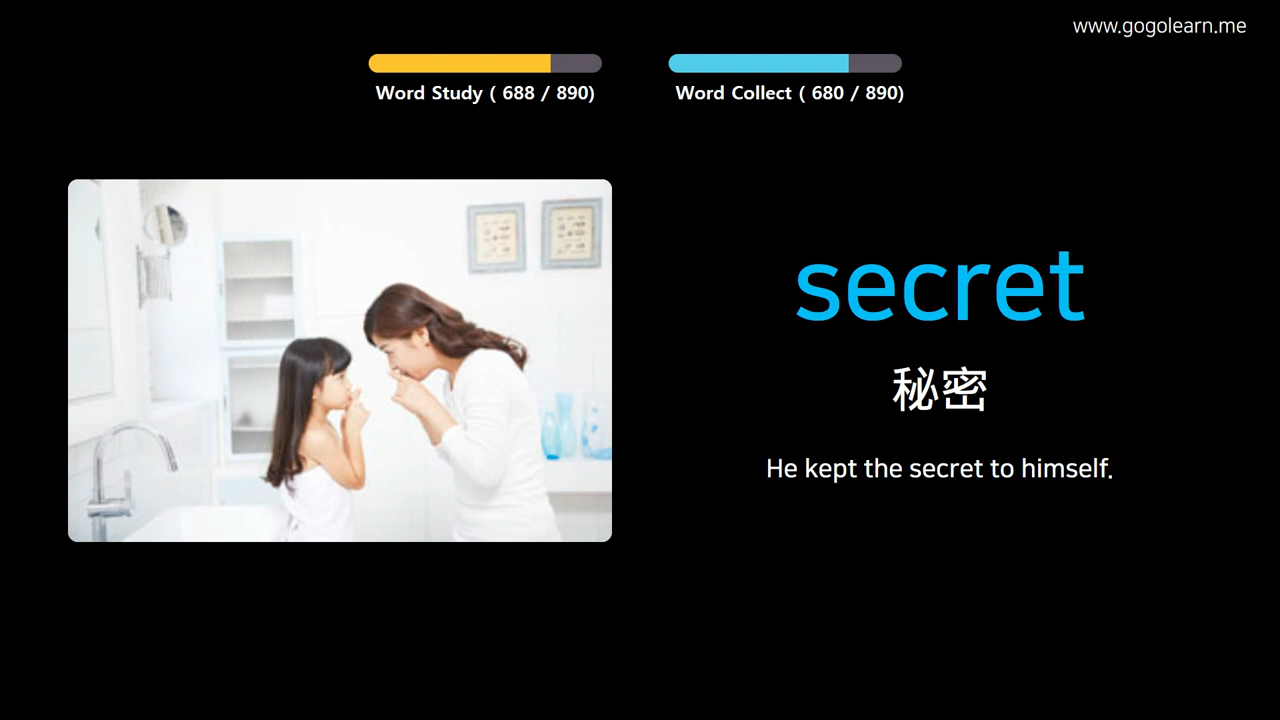 www.gogolearn.me
Word Study ( 688 / 890)
Word Collect ( 680 / 890)
secret
秘密
He kept the secret to himself.